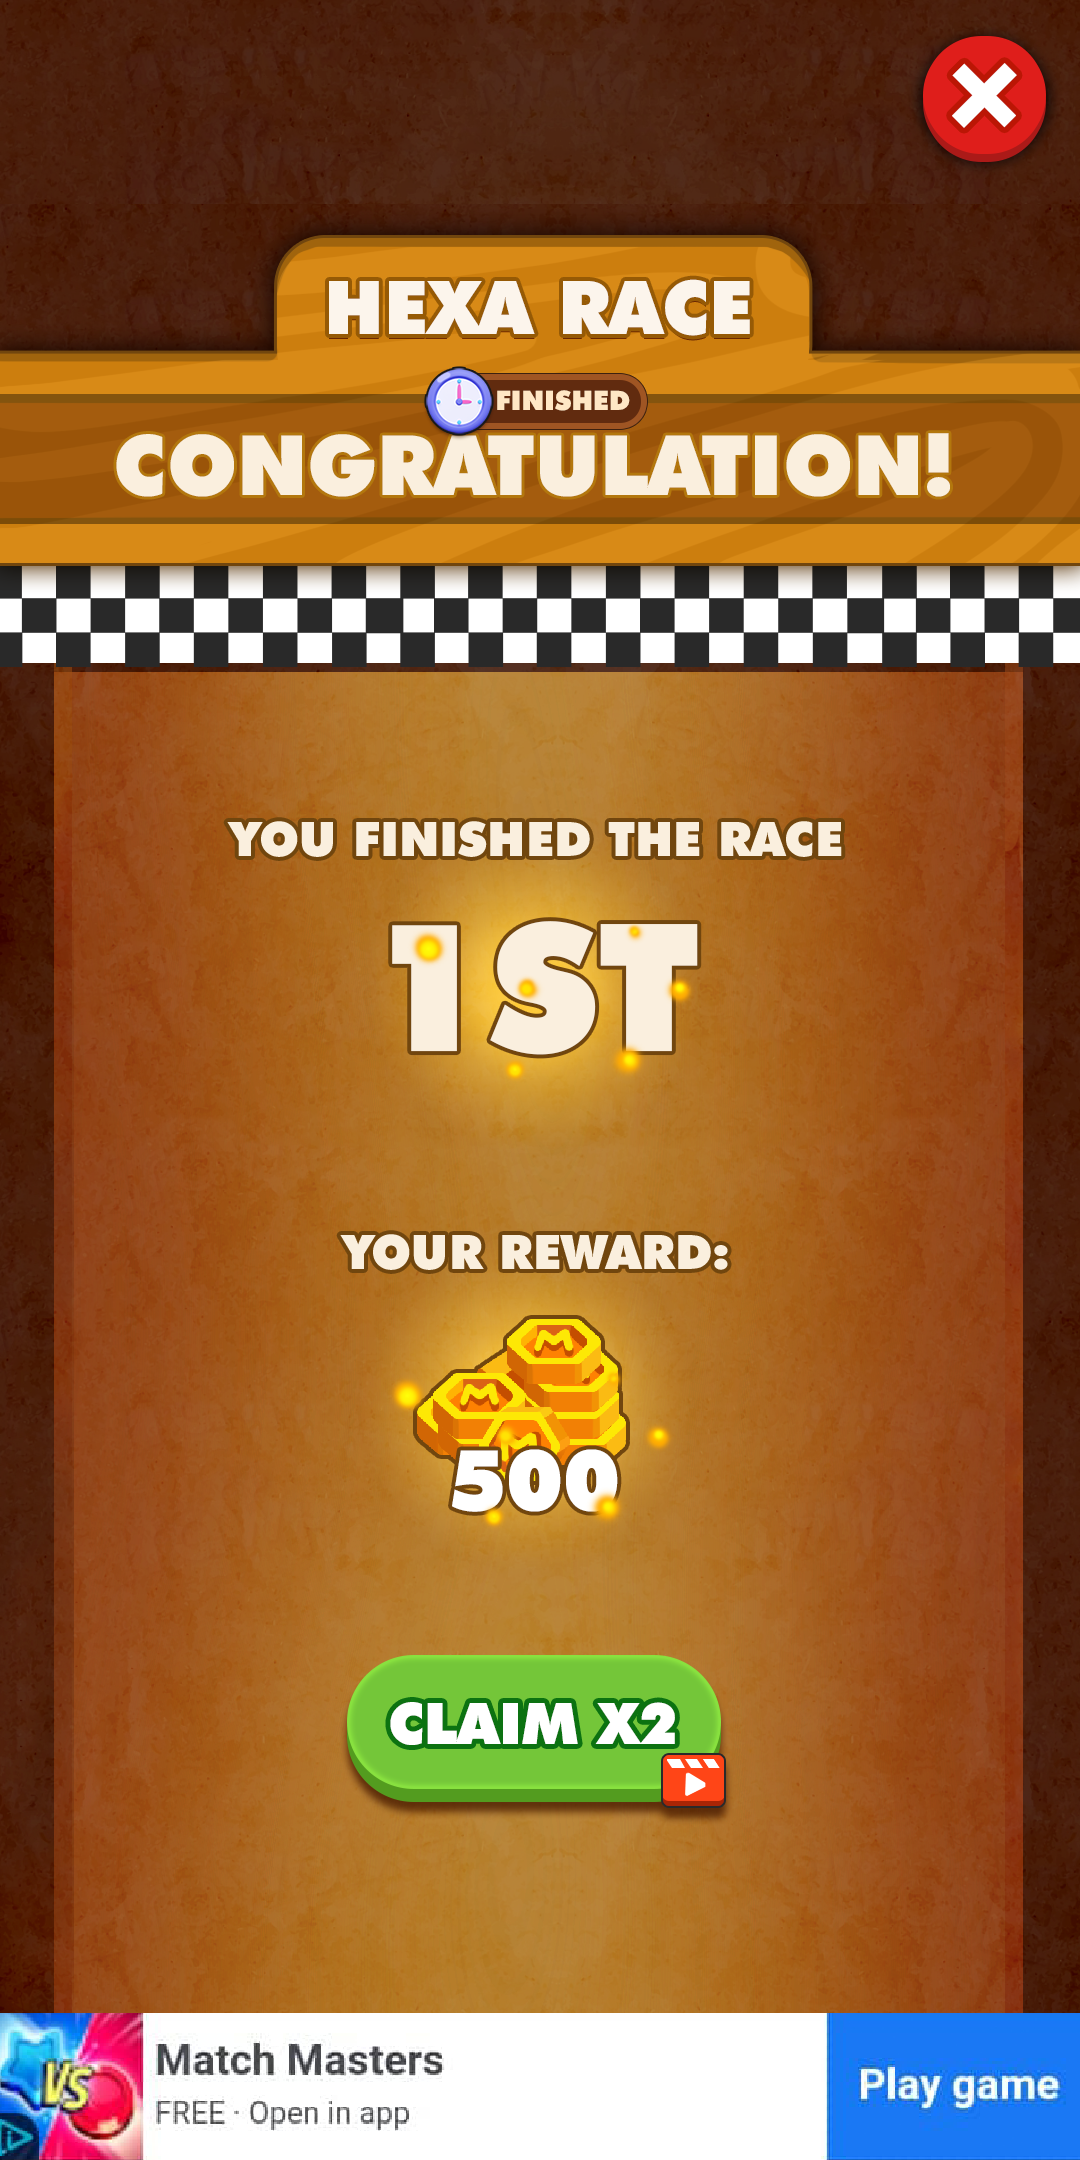 HEXA RACE
FINISHED
CONGRATULATION!
YOU FINISHED THE RACE
1ST
YOUR REWARD:
M
M
M
500
CLAIM X2
VS
Match Masters
FREE · Open in app
Play game